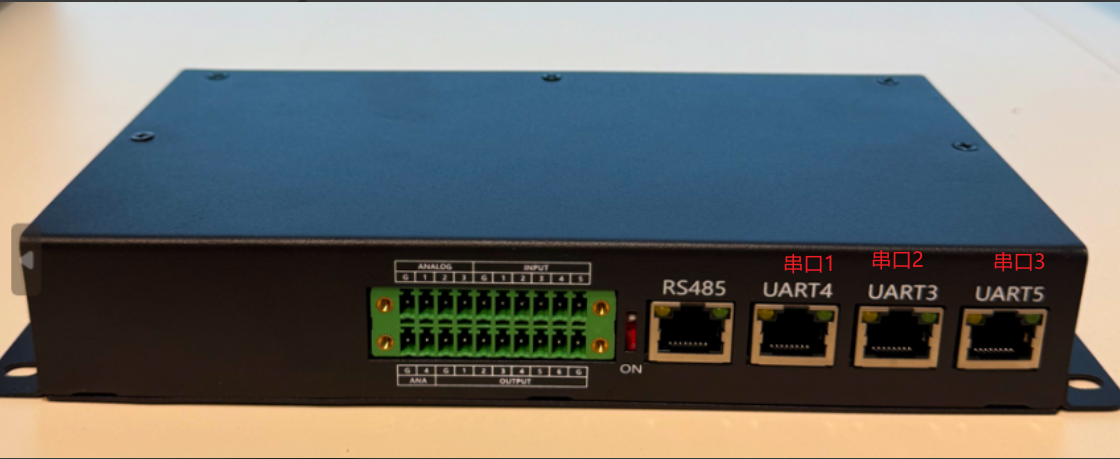 串口1 串口2 串口3
RS485 UART4 UART3 UART5
ANALOG INPUT
G 1 2 3 G 1 2 3 4 5
ON
G 4 G 1 2 3 4 5 6 G
ANA OUTPUT